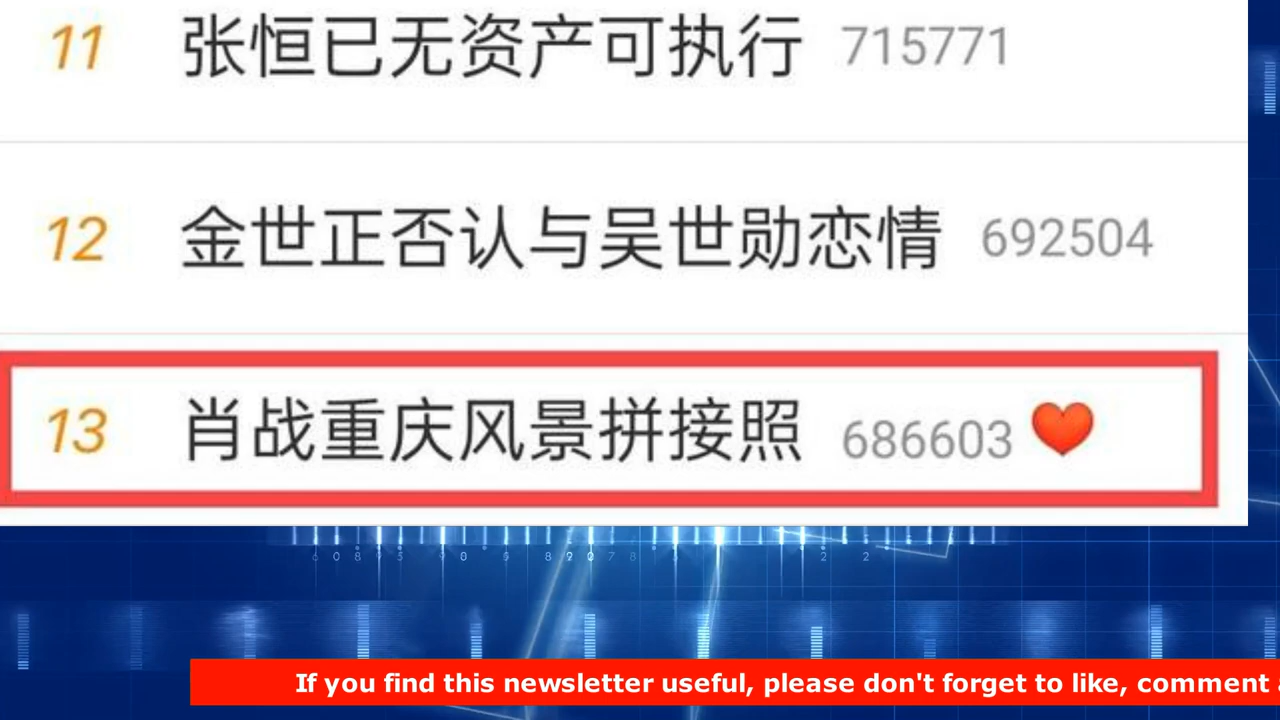 11 张恒已无资产可执行 715771
12 金世正否认与吴世勋恋情 692504
13 肖战重庆风景拼接照 686603 ❤️
If you find this newsletter useful, please don't forget to like, comment